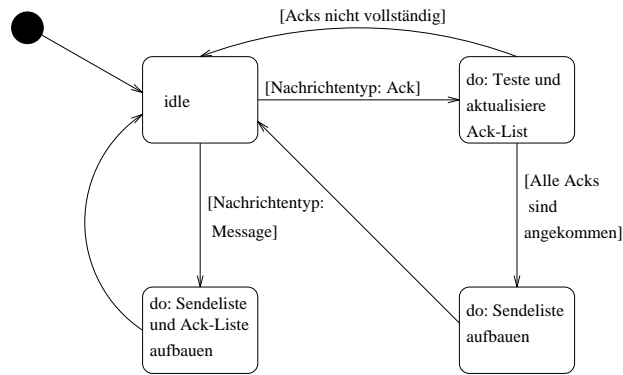 [Acks nicht vollständig]
idle
[Nachrichtentyp: Ack]
do: Teste und
aktualisiere
Ack-List
[Nachrichtentyp:
Message]
[Alle Acks
sind
angekommen]
do: Sendeliste
und Ack-Liste
aufbauen
do: Sendeliste
aufbauen